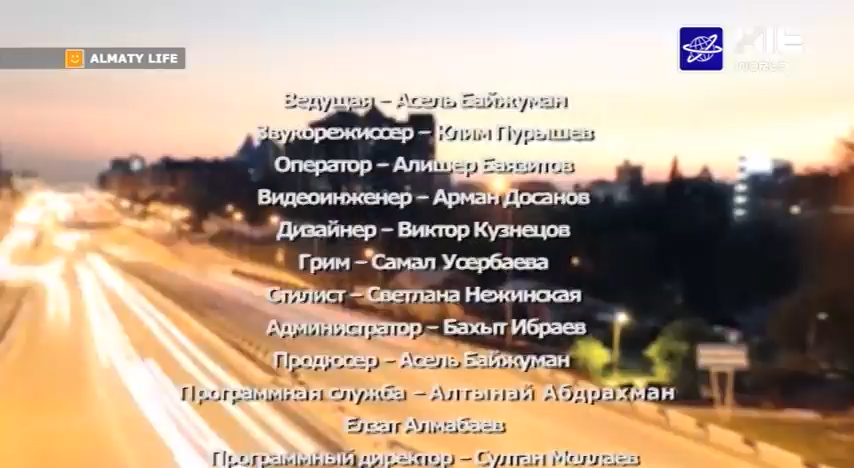 ALMATY LIFE
WORLD
Ведущая – Асель Байжуман
Звукорежиссер – Клим Пурышев
Оператор – Алишер Баязитов
Видеоинженер – Арман Досанов
Дизайнер – Виктор Кузнецов
Грим – Самал Усербаева
Стилист – Светлана Нежинская
Администратор – Бахыт Ибраев
Продюсер – Асель Байжуман
Программная служба – Алтынай Абдрахман
Елзат Алмабаев
Программный директор – Султан Моллаев